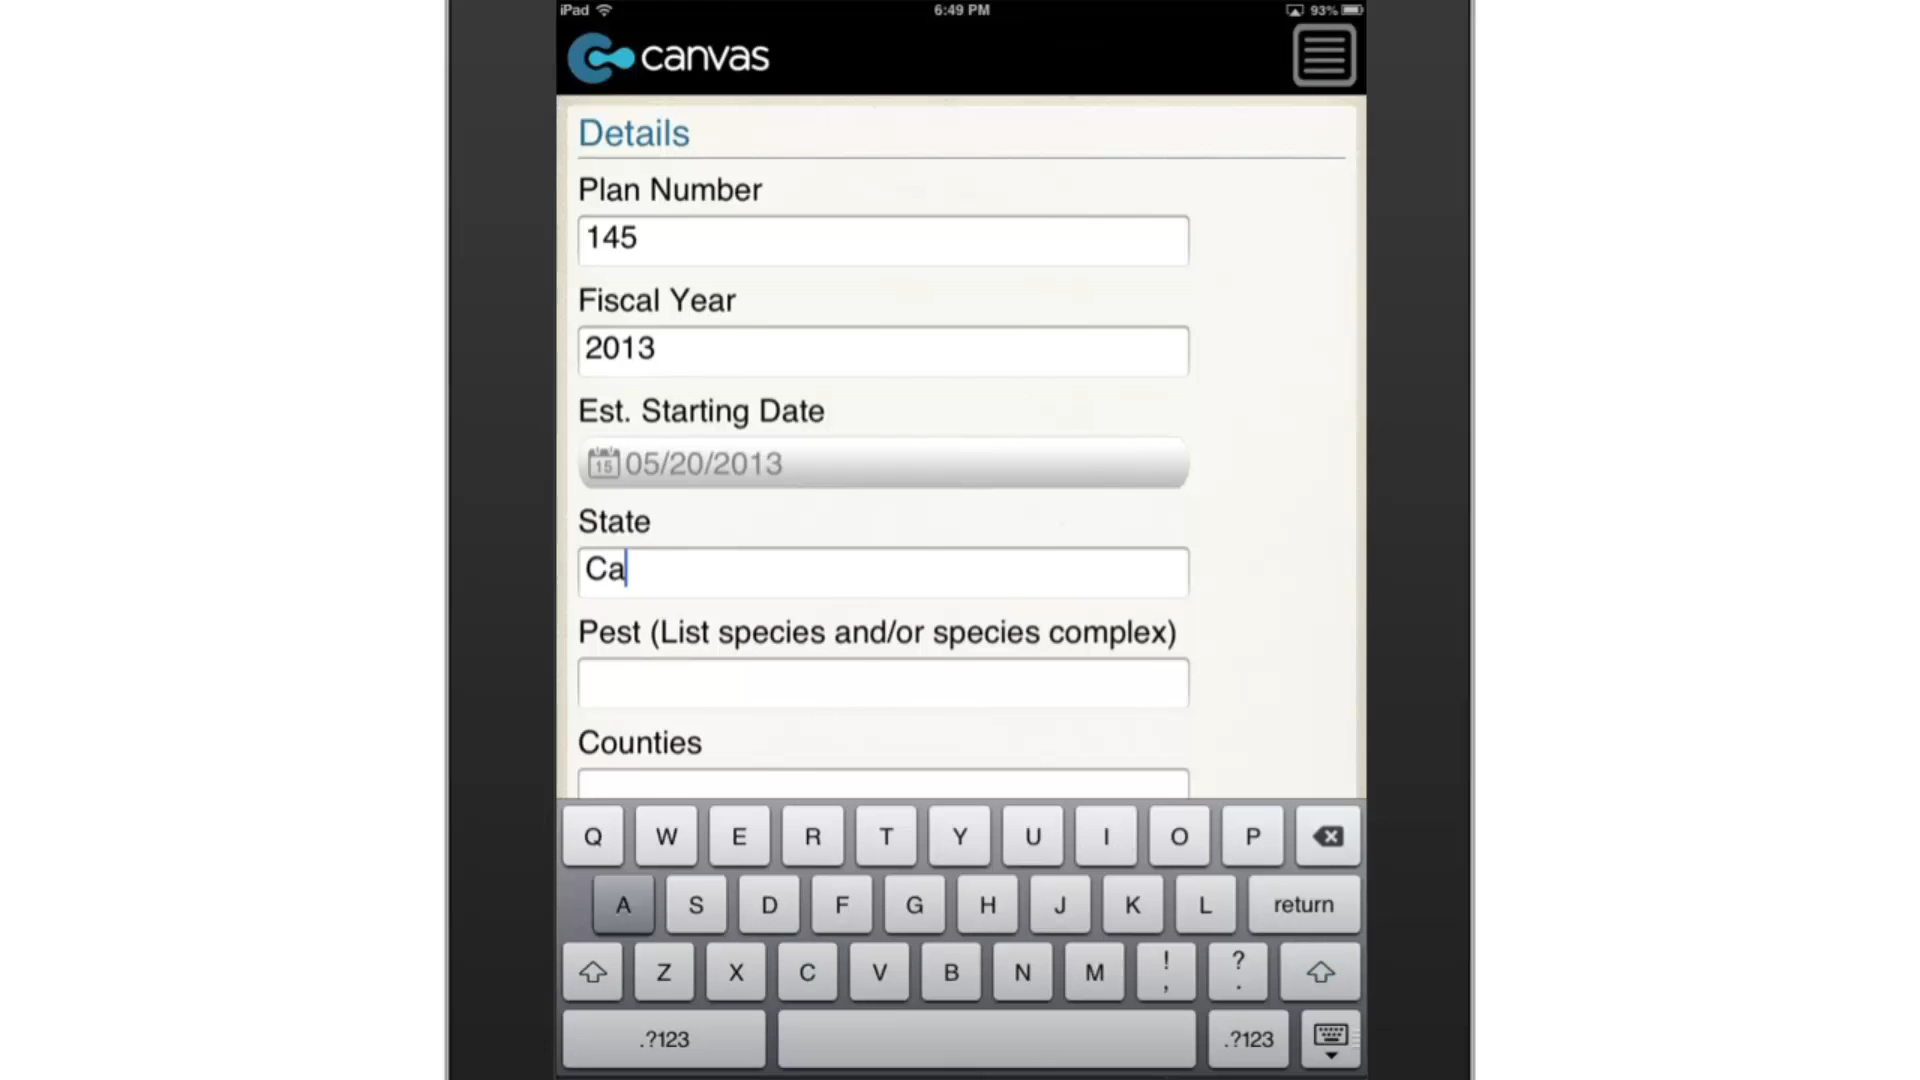 iPad 6:49 PM 93%
canvas
Details
Plan Number
145
Fiscal Year
2013
Est. Starting Date
15 05/20/2013
State
Ca
Pest (List species and/or species complex)
Counties
Q W E R T Y U I O P
A S D F G H J K L return
Z X C V B N M ! , ? .
.?123 .?123